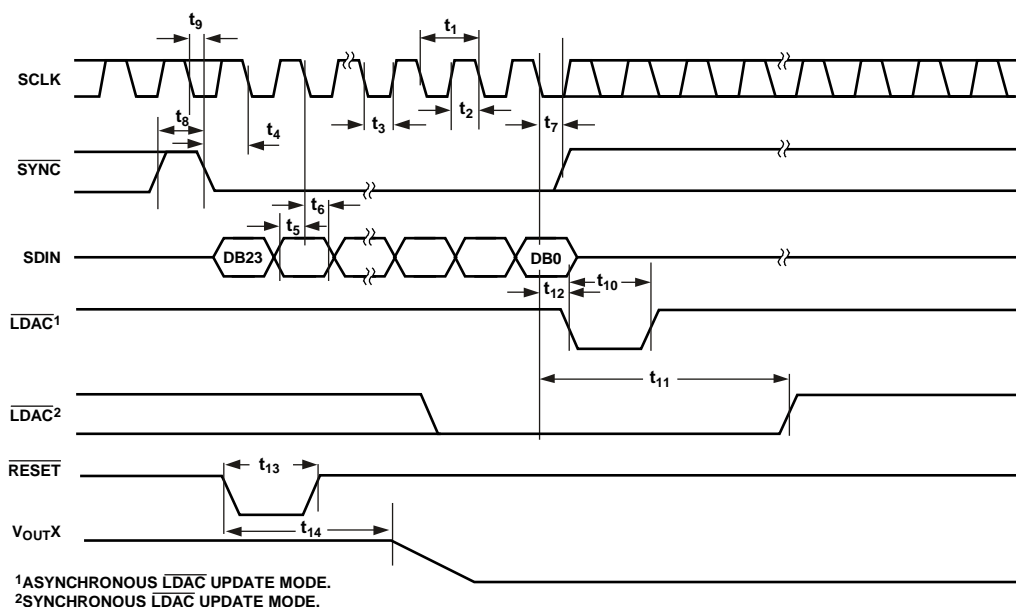 t9
t1
SCLK
t8
t4
t3
t2
t7
SYNC
t6
t5
SDIN
DB23
DB0
t12
t10
LDAC1
t11
LDAC2
RESET
t13
t14
VOUTX
1ASYNCHRONOUS LDAC UPDATE MODE.
2SYNCHRONOUS LDAC UPDATE MODE.